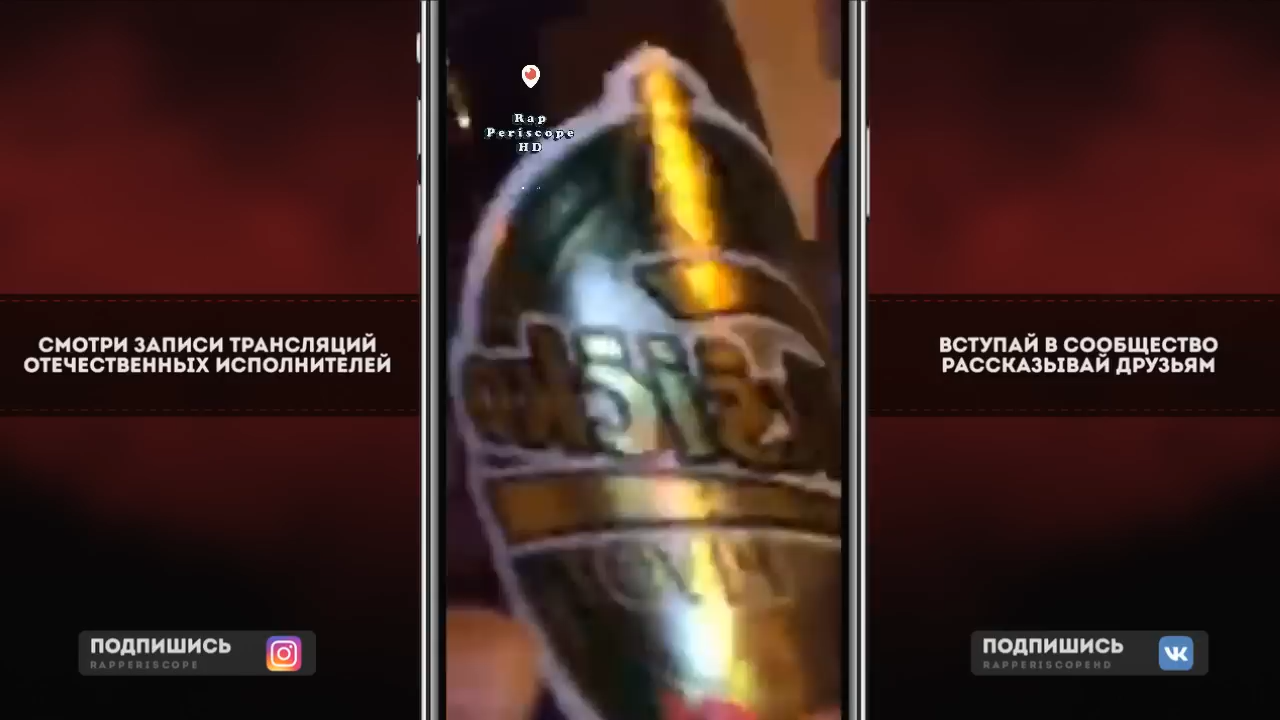 Rap
Periscope
HD
СМОТРИ ЗАПИСИ ТРАНСЛЯЦИЙ
ОТЕЧЕСТВЕННЫХ ИСПОЛНИТЕЛЕЙ
ВСТУПАЙ В СООБЩЕСТВО
РАССКАЗЫВАЙ ДРУЗЬЯМ
ПОДПИШИСЬ
RAPPERISCOPE
ПОДПИШИСЬ
RAPPERISCOPEHD